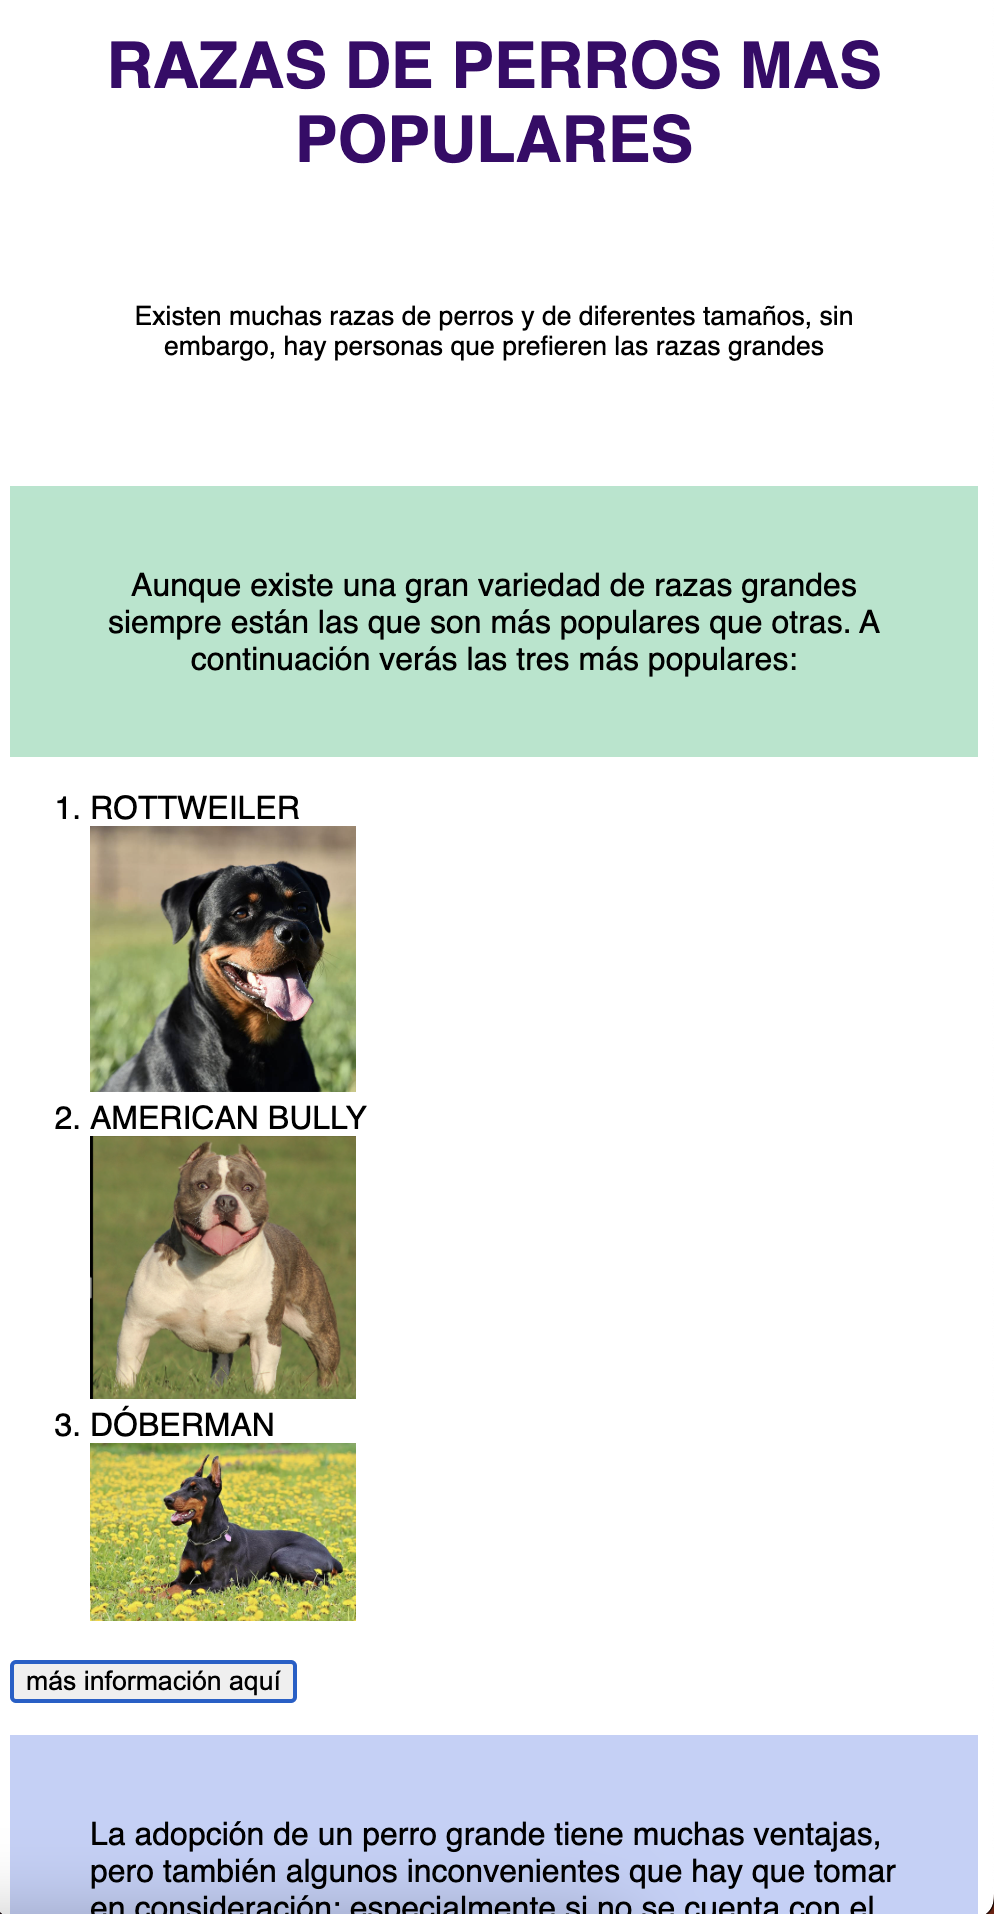 RAZAS DE PERROS MAS
POPULARES
Existen muchas razas de perros y de diferentes tamaños, sin
embargo, hay personas que prefieren las razas grandes
Aunque existe una gran variedad de razas grandes
siempre están las que son más populares que otras. A
continuación verás las tres más populares:
1. ROTTWEILER
2. AMERICAN BULLY
3. DÓBERMAN
más información aquí
La adopción de un perro grande tiene muchas ventajas,
pero también algunos inconvenientes que hay que tomar
en consideración: especialmente si no se cuenta con el